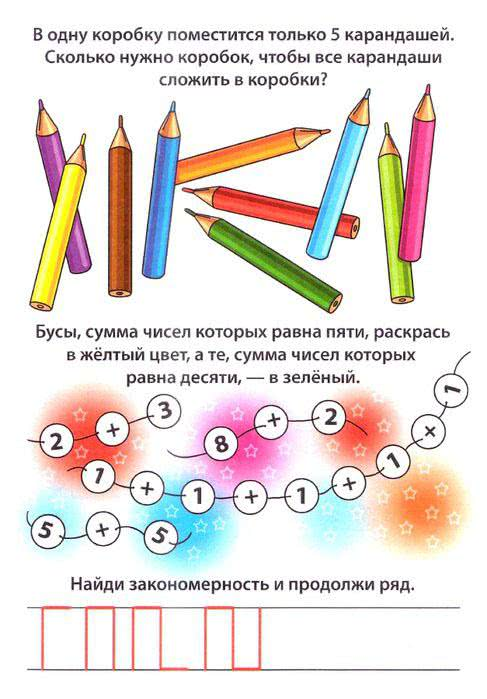 В одну коробку поместится только 5 карандашей.
Сколько нужно коробок, чтобы все карандаши
сложить в коробки?
Бусы, сумма чисел которых равна пяти, раскрась
в жёлтый цвет, а те, сумма чисел которых
равна десяти, — в зелёный.
2 + 3
8 + 2
1 + 1 + 1 + 1 × 1
5 + 5
Найди закономерность и продолжи ряд.